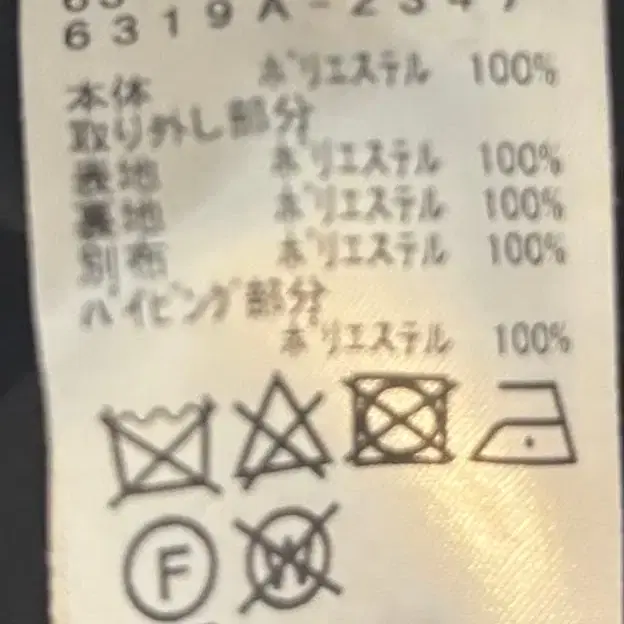 6319A-2347
本体 ポリエステル 100%
取り外し部分
表地 ポリエステル 100%
裏地 ポリエステル 100%
別布 ポリエステル 100%
パイピング部分
ポリエステル 100%
F W